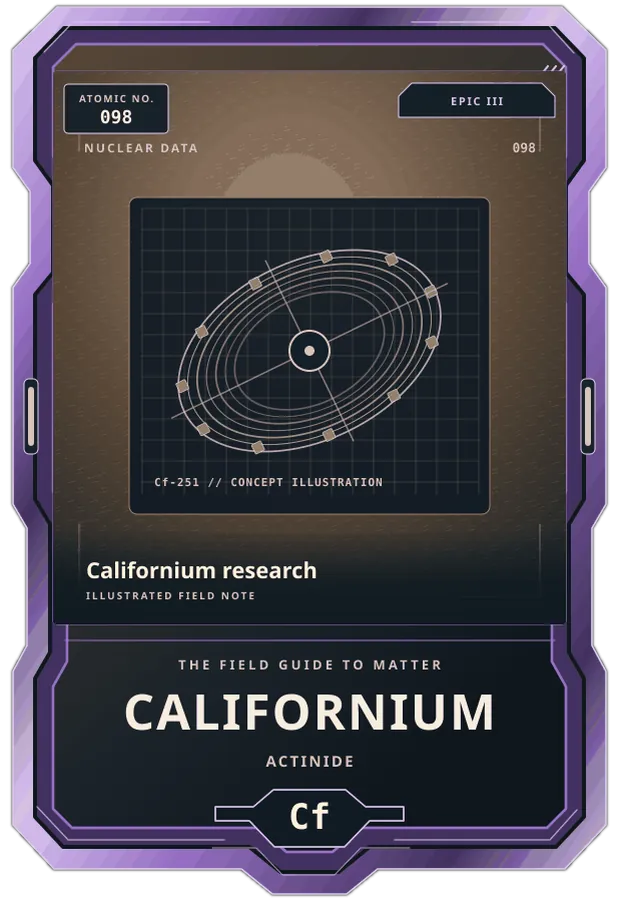 ATOMIC NO.
098
EPIC III
NUCLEAR DATA
098
Cf-251 // CONCEPT ILLUSTRATION
Californium research
ILLUSTRATED FIELD NOTE
THE FIELD GUIDE TO MATTER
CALIFORNIUM
ACTINIDE
Cf